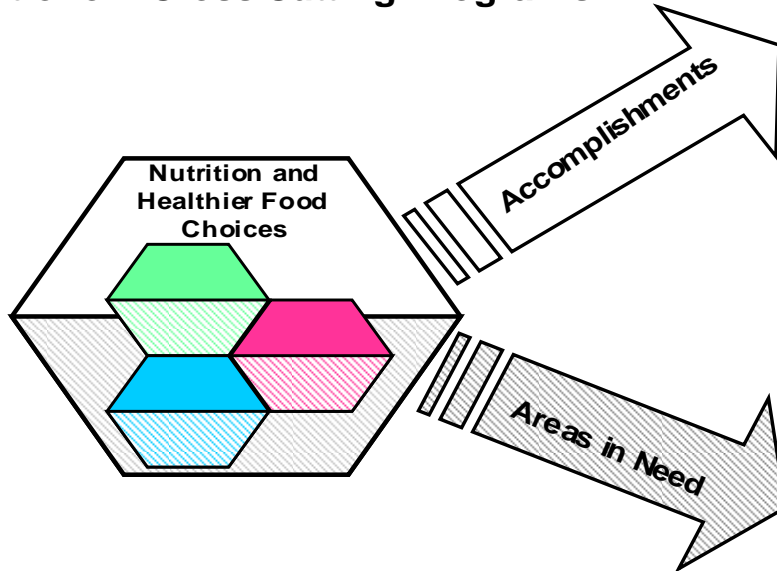 Nutrition and
Healthier Food
Choices
Accomplishments
Areas in Need